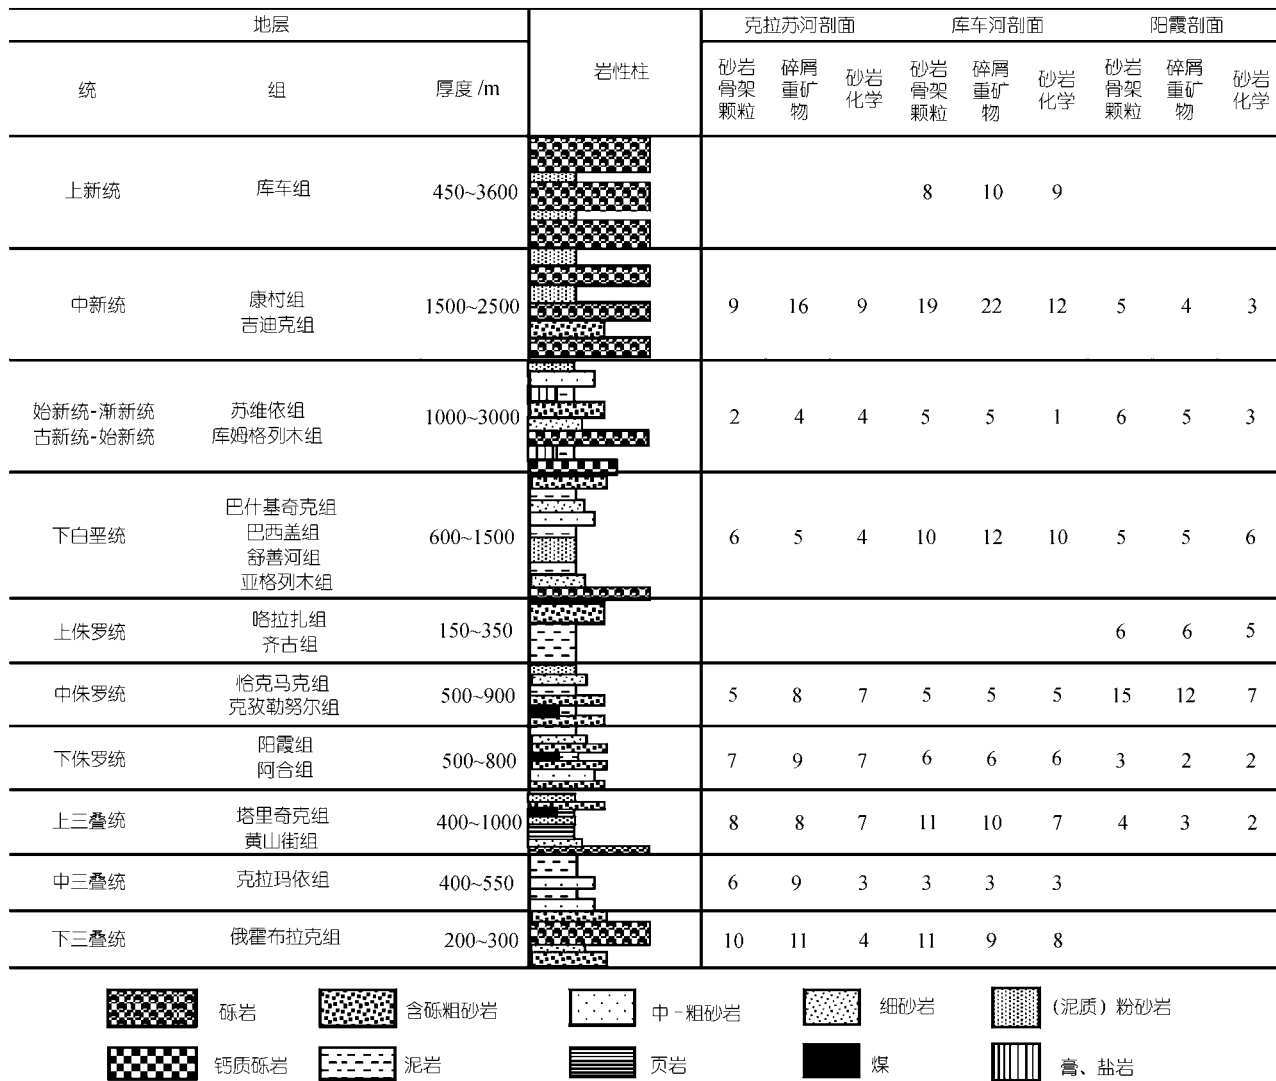 地层 岩性柱 克拉苏河剖面 库车河剖面 阳霞剖面
统 组 厚度/m 砂岩骨架颗粒 碎屑重矿物 砂岩化学 砂岩骨架颗粒 碎屑重矿物 砂岩化学 砂岩骨架颗粒 碎屑重矿物 砂岩化学
上新统 库车组 450~3600 8 10 9
中新统 康村组 1500~2500 9 16 9 19 22 12 5 4 3
吉迪克组
始新统-渐新统 苏维依组 1000~3000 2 4 4 5 5 1 6 5 3
古新统-始新统 库姆格列木组
下白垩统 巴什基奇克组 600~1500 6 5 4 10 12 10 5 5 6
巴西盖组
舒善河组
亚格列木组
上侏罗统 喀拉扎组 150~350 6 6 5
齐古组
中侏罗统 恰克马克组 500~900 5 8 7 5 5 5 15 12 7
克孜勒努尔组
下侏罗统 阳霞组 500~800 7 9 7 6 6 6 3 2 2
阿合组
上三叠统 塔里奇克组 400~1000 8 8 7 11 10 7 4 3 2
黄山街组
中三叠统 克拉玛依组 400~550 6 9 3 3 3 3
下三叠统 俄霍布拉克组 200~300 10 11 4 11 9 8
砾岩 含砾粗砂岩 中-粗砂岩 细砂岩 (泥质)粉砂岩
钙质砾岩 泥岩 页岩 煤 膏、盐岩